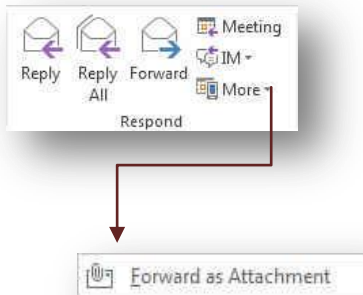 Reply
Reply All
Forward
Meeting
IM
More
Respond
Forward as Attachment